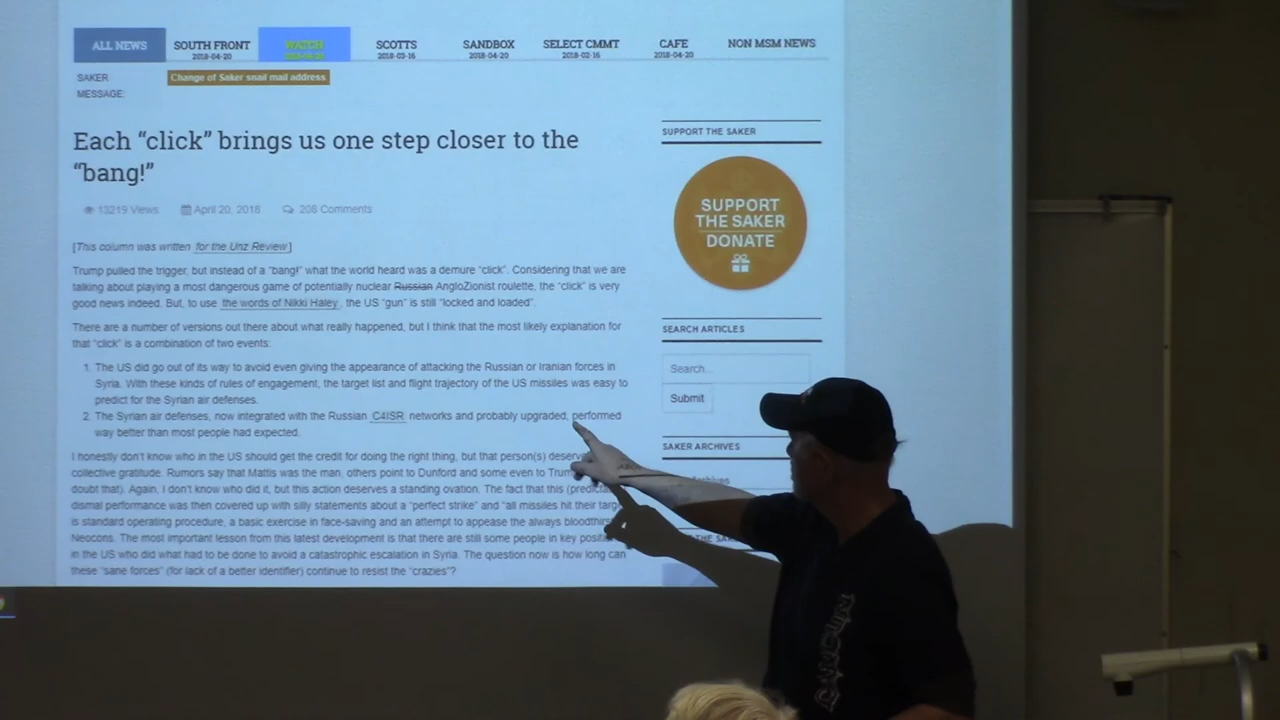 ALL NEWS
SOUTH FRONT
2018-04-20
WATCH
SCOTTS
2018-03-16
SANDBOX
2018-04-20
SELECT CMMT
2018-02-16
CAFE
2018-04-20
NON MSM NEWS
SAKER
MESSAGE:
Change of Saker snail mail address
Each “click” brings us one step closer to the
“bang!”
13219 Views
April 20, 2018
208 Comments
[This column was written for the Unz Review]
Trump pulled the trigger, but instead of a “bang!” what the world heard was a demure “click”. Considering that we are
talking about playing a most dangerous game of potentially nuclear Russian AngloZionist roulette, the “click” is very
good news indeed. But, to use the words of Nikki Haley, the US “gun” is still “locked and loaded”.
There are a number of versions out there about what really happened, but I think that the most likely explanation for
that “click” is a combination of two events:
1. The US did go out of its way to avoid even giving the appearance of attacking the Russian or Iranian forces in
Syria. With these kinds of rules of engagement, the target list and flight trajectory of the US missiles was easy to
predict for the Syrian air defenses.
2. The Syrian air defenses, now integrated with the Russian C4ISR networks and probably upgraded, performed
way better than most people had expected.
I honestly don’t know who in the US should get the credit for doing the right thing, but that person(s)
collective gratitude. Rumors say that Mattis was the man, others point to Dunford and some even to
doubt that). Again, I don’t know who did it, but this action deserves a standing ovation. The fact that this
dismal performance was then covered up with silly statements about a “perfect strike” and “all missiles hit their
is standard operating procedure, a basic exercise in face-saving and an attempt to appease the always
Neocons. The most important lesson from this latest development is that there are still some people in key
in the US who did what had to be done to avoid a catastrophic escalation in Syria. The question now is how long can
these “sane forces” (for lack of a better identifier) continue to resist the “crazies”?
SUPPORT THE SAKER
SUPPORT
THE SAKER
DONATE
SEARCH ARTICLES
Search...
Submit
SAKER ARCHIVES